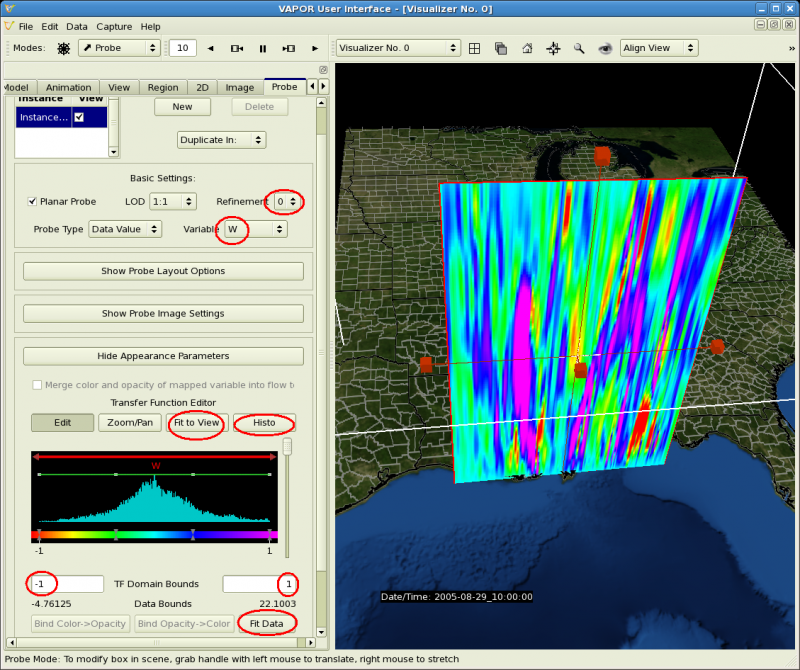 VAPOR User Interface - [Visualizer No. 0]
File Edit Data Capture Help
Modes: Probe 10 Visualizer No. 0 Align View »
Model Animation View Region 2D Image Probe
Instance View
Instance...
New Delete
Duplicate In:
Basic Settings:
Planar Probe LOD 1:1 Refinement 0
Probe Type Data Value Variable W
Show Probe Layout Options
Show Probe Image Settings
Hide Appearance Parameters
Merge color and opacity of mapped variable into flow b
Transfer Function Editor
Edit Zoom/Pan Fit to View Histo
W
-1 1
-1 TF Domain Bounds 1
-4.76125 Data Bounds 22.1003
Bind Color->Opacity Bind Opacity->Color Fit Data
Date/Time: 2005-08-29_10:00:00
Probe Mode: To modify box in scene, grab handle with left mouse to translate, right mouse to stretch